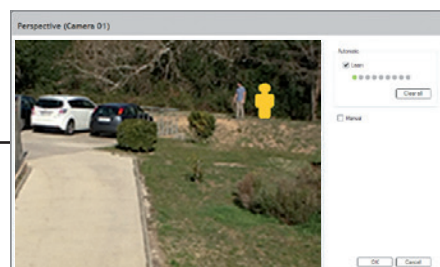 Perspective (Camera 01)
Automatic
Learn
Clear all
Manual
OK
Cancel